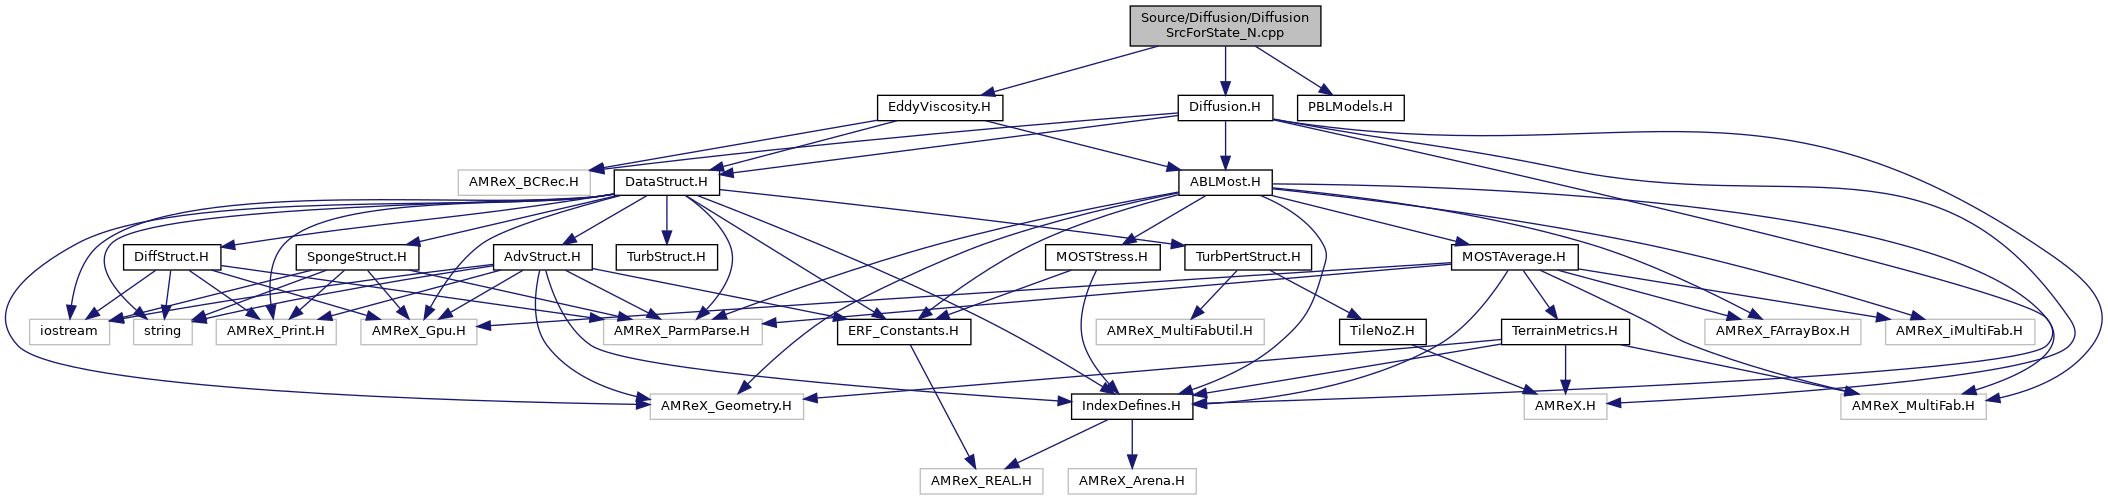 Source/Diffusion/Diffusion
SrcForState_N.cpp
EddyViscosity.H
Diffusion.H
PBLModels.H
AMReX_BCRec.H
DataStruct.H
ABLMost.H
DiffStruct.H
SpongeStruct.H
AdvStruct.H
TurbStruct.H
MOSTStress.H
TurbPertStruct.H
MOSTAverage.H
iostream
string
AMReX_Print.H
AMReX_Gpu.H
AMReX_ParmParse.H
ERF_Constants.H
AMReX_MultiFabUtil.H
TileNoZ.H
TerrainMetrics.H
AMReX_FArrayBox.H
AMReX_iMultiFab.H
AMReX_Geometry.H
IndexDefines.H
AMReX.H
AMReX_MultiFab.H
AMReX_REAL.H
AMReX_Arena.H